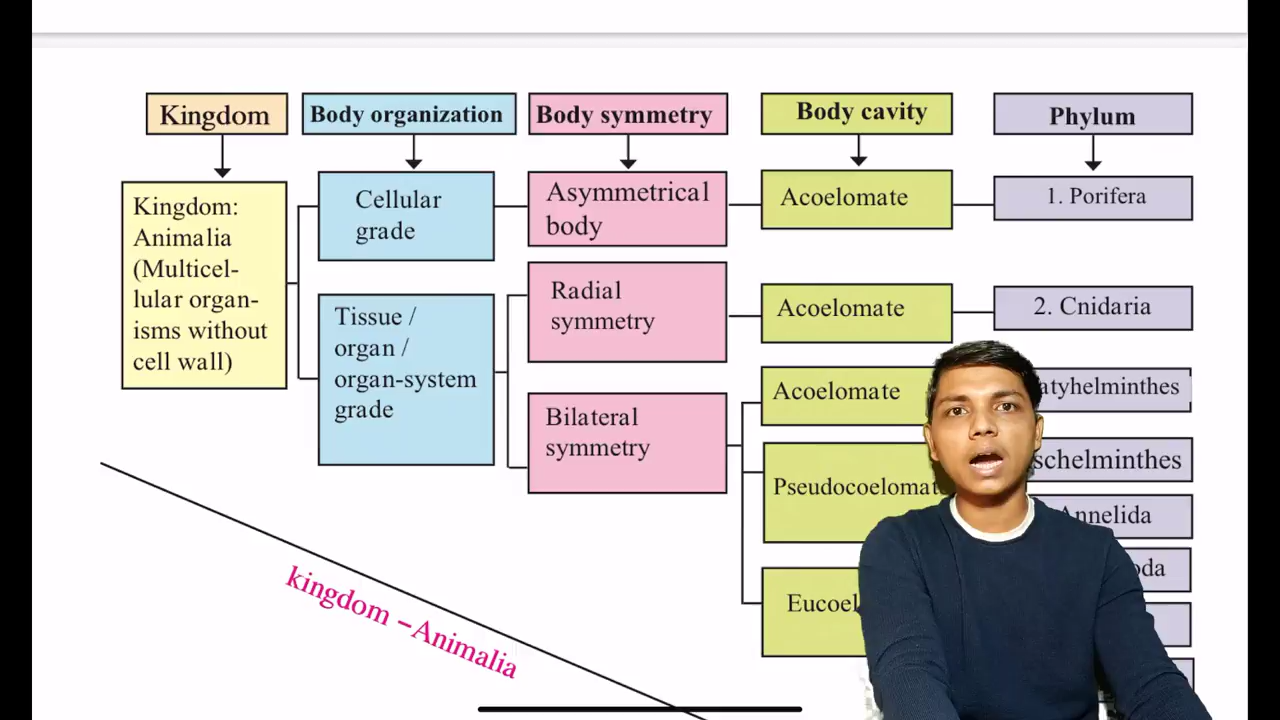 Kingdom
Body organization
Body symmetry
Body cavity
Phylum
Kingdom:
Animalia
(Multicel-
lular organ-
isms without
cell wall)
Cellular
grade
Tissue /
organ /
organ-system
grade
Asymmetrical
body
Radial
symmetry
Bilateral
symmetry
Acoelomate
Acoelomate
Acoelomate
1. Porifera
2. Cnidaria
Annelida
kingdom – Animalia